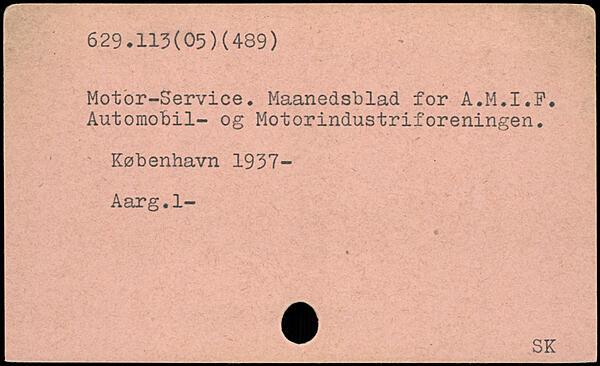 629.113(05)(489)
Motor-Service. Maanedsblad for A.M.I.F.
Automobil- og Motorindustriforeningen.
København 1937-
Aarg.1-
SK